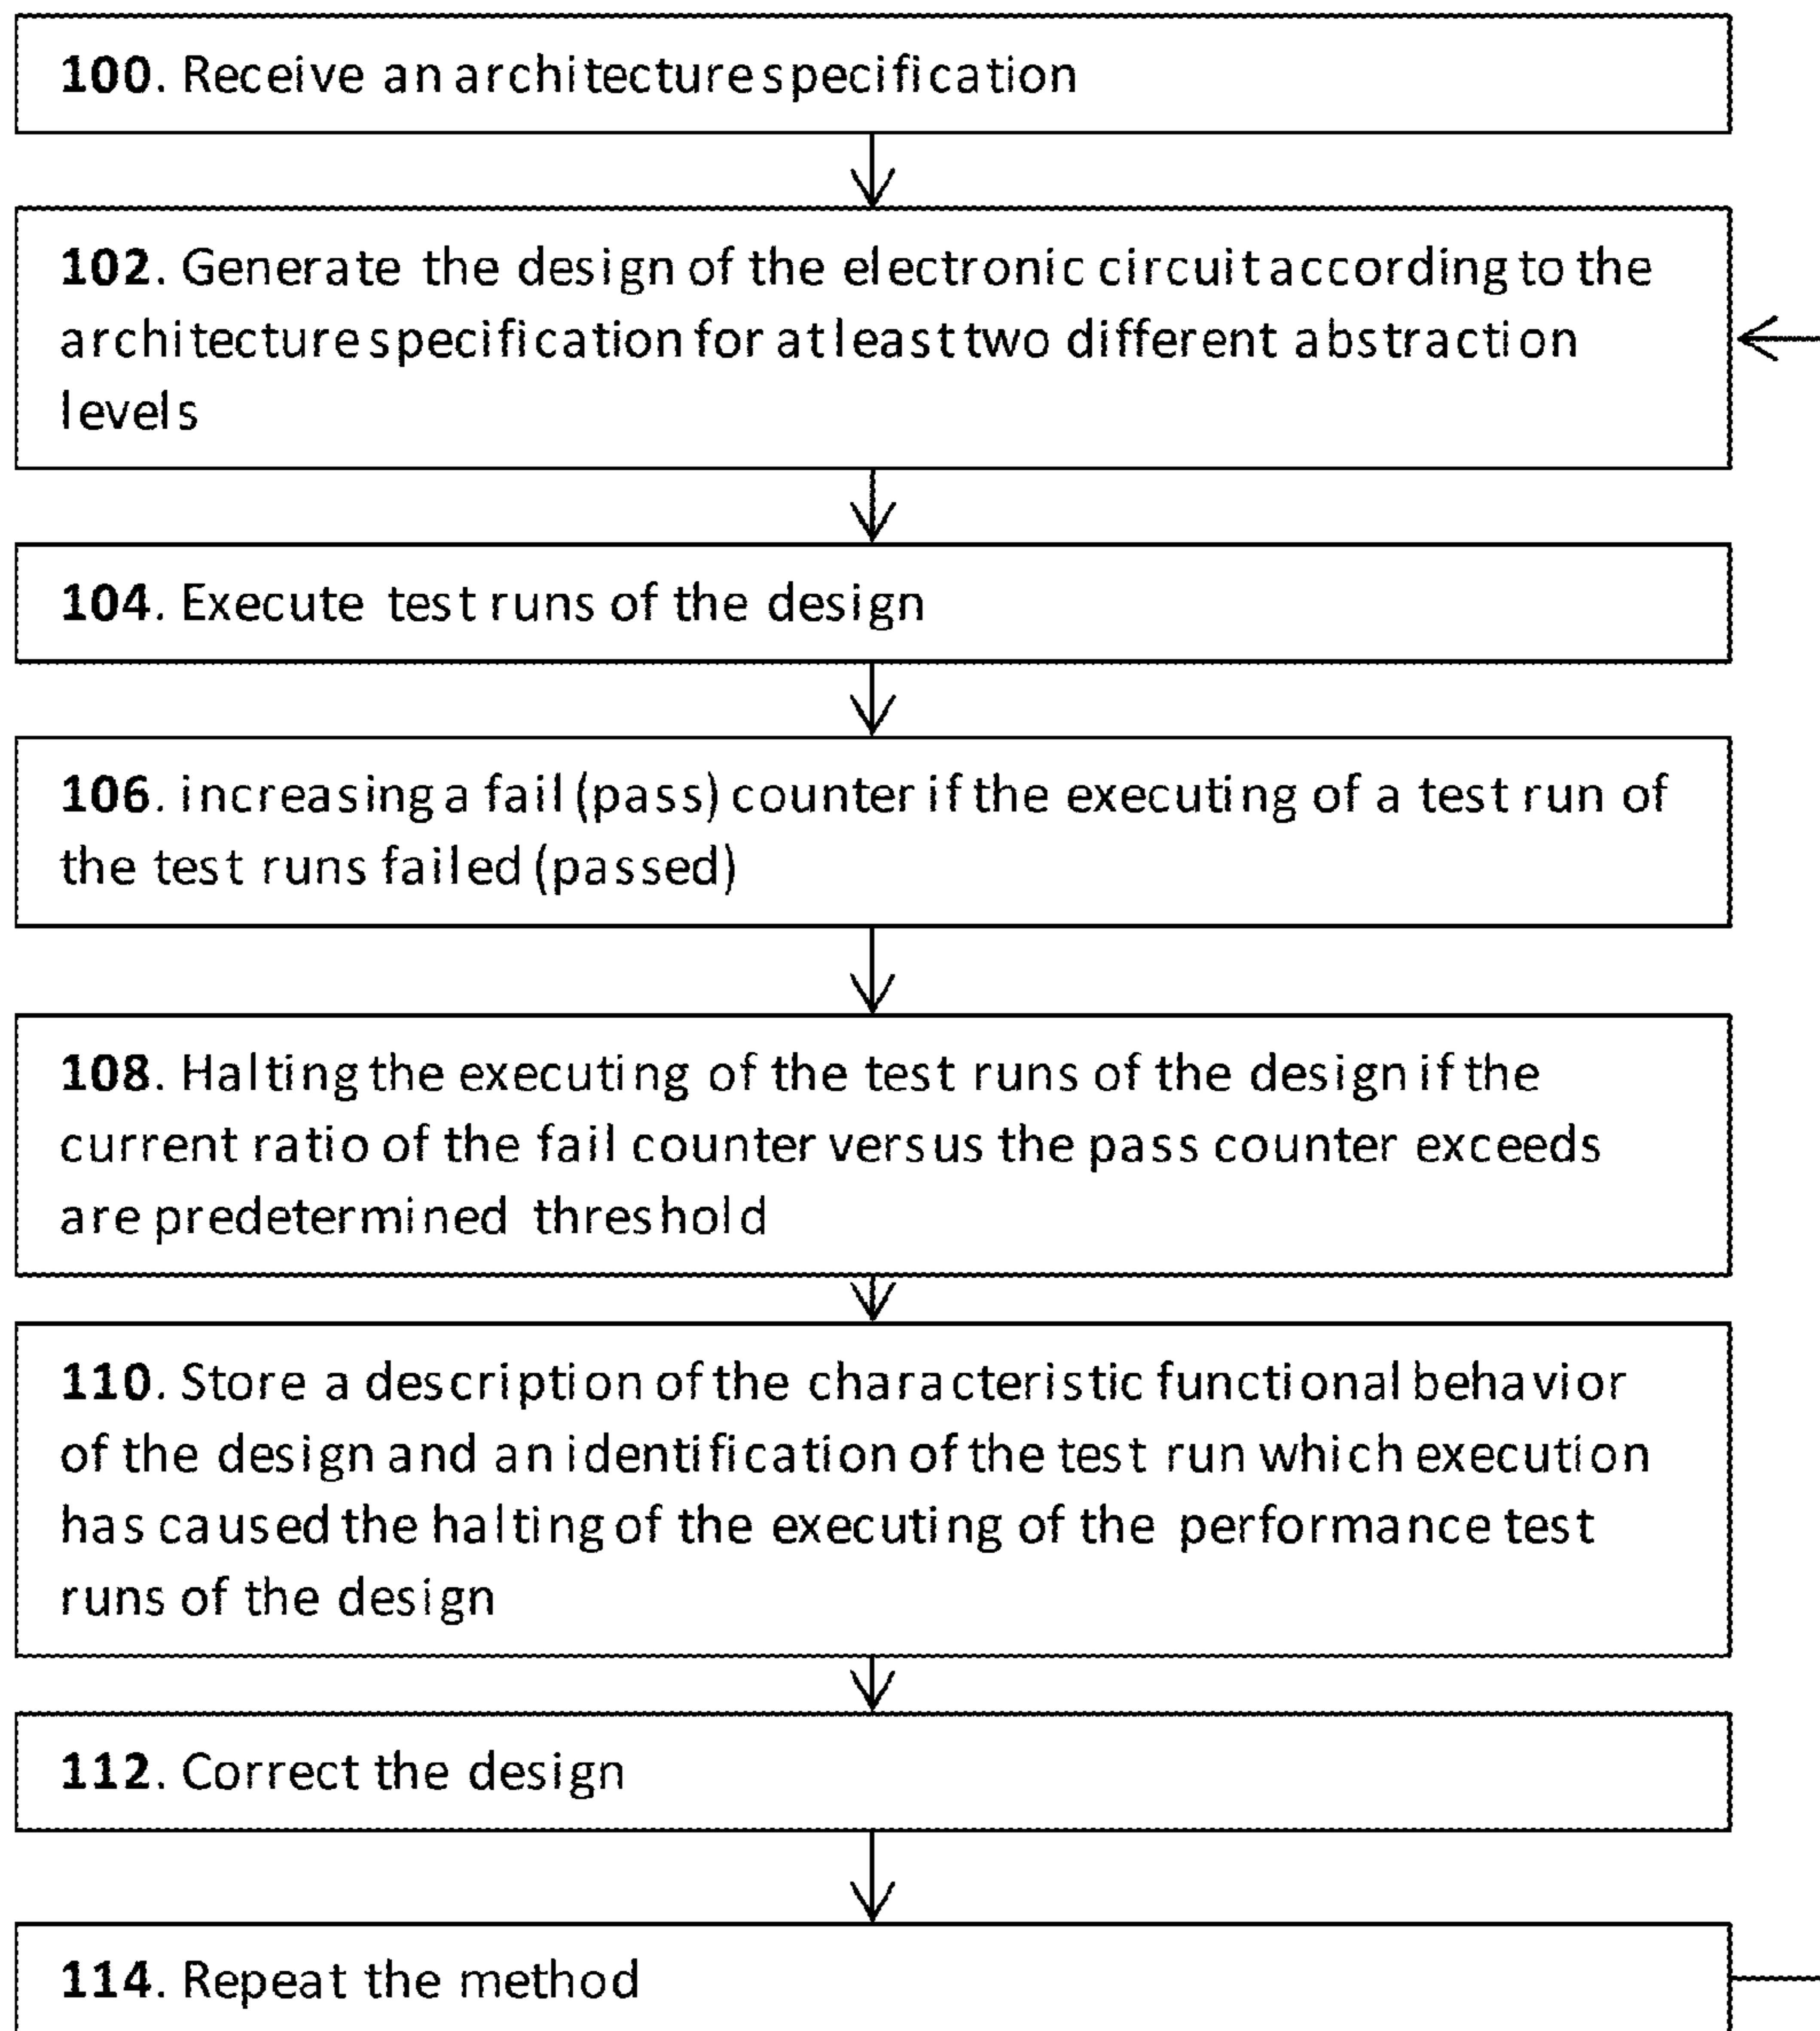 100. Receive an architecture specification
102. Generate the design of the electronic circuit according to the
architecture specification for at least two different abstraction
levels
104. Execute test runs of the design
106. increasing a fail (pass) counter if the executing of a test run of
the test runs failed (passed)
108. Halting the executing of the test runs of the design if the
current ratio of the fail counter versus the pass counter exceeds
are predetermined threshold
110. Store a description of the characteristic functional behavior
of the design and an identification of the test run which execution
has caused the halting of the executing of the performance test
runs of the design
112. Correct the design
114. Repeat the method